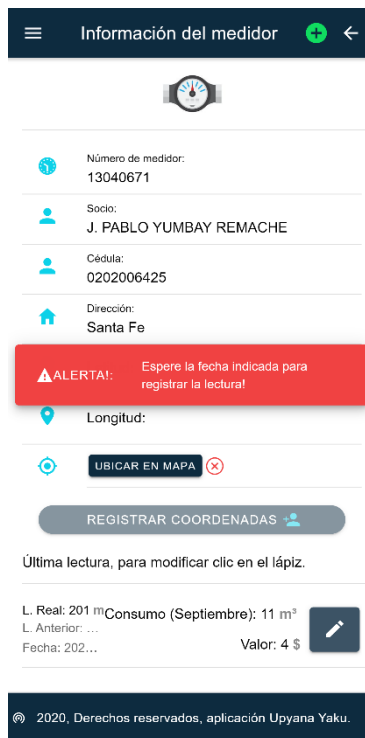 Información del medidor
Número de medidor:
13040671
Socio:
J. PABLO YUMBAY REMACHE
Cédula:
0202006425
Dirección:
Santa Fe
ALERTA!:
Espere la fecha indicada para
registrar la lectura!
Longitud:
UBICAR EN MAPA
REGISTRAR COORDENADAS
Última lectura, para modificar clic en el lápiz.
L. Real: 201 m
Consumo (Septiembre): 11 m³
L. Anterior: ...
Fecha: 202...
Valor: 4 $
2020, Derechos reservados, aplicación Upyana Yaku.